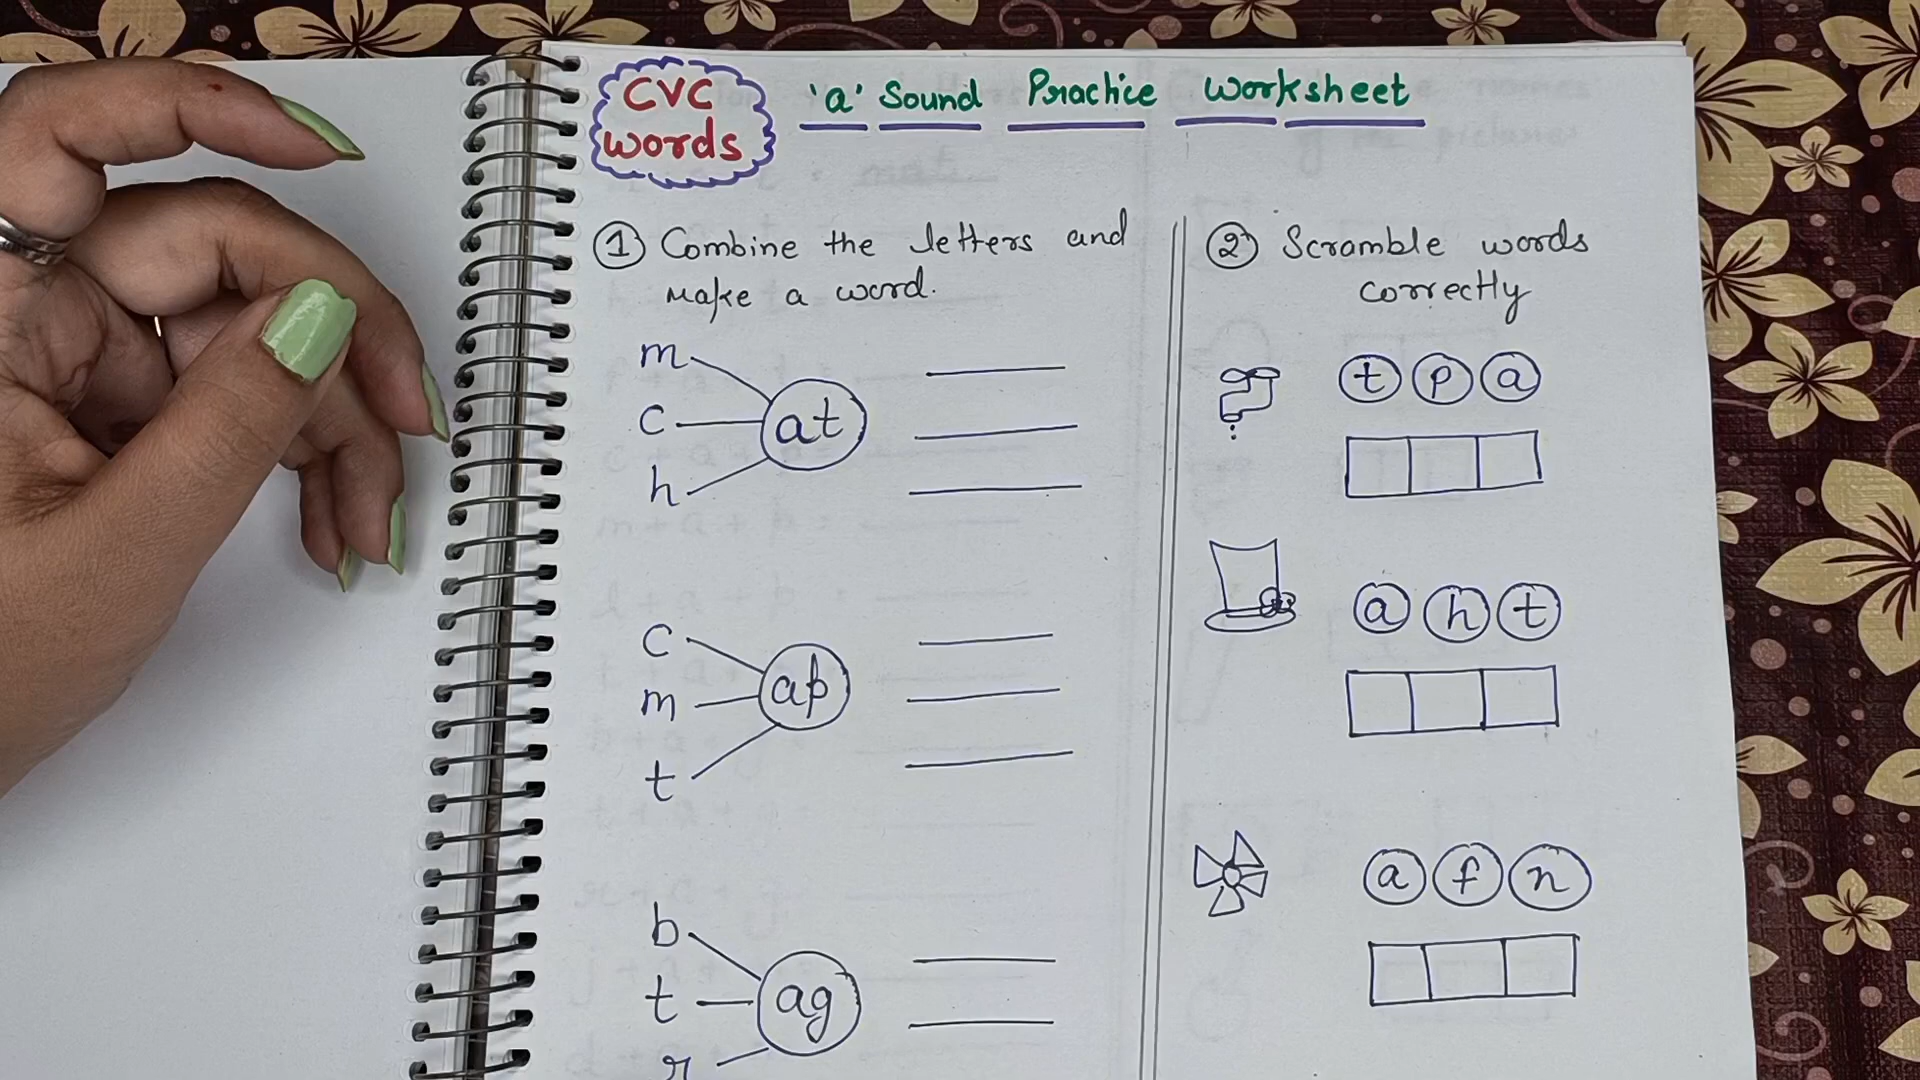 CVC
words
'a' Sound Practice Worksheet
1 Combine the letters and
make a word.
m
c
h
at
c
m
t
ap
b
t
r
ag
2 Scramble words
correctly
t p a
a h t
a f n